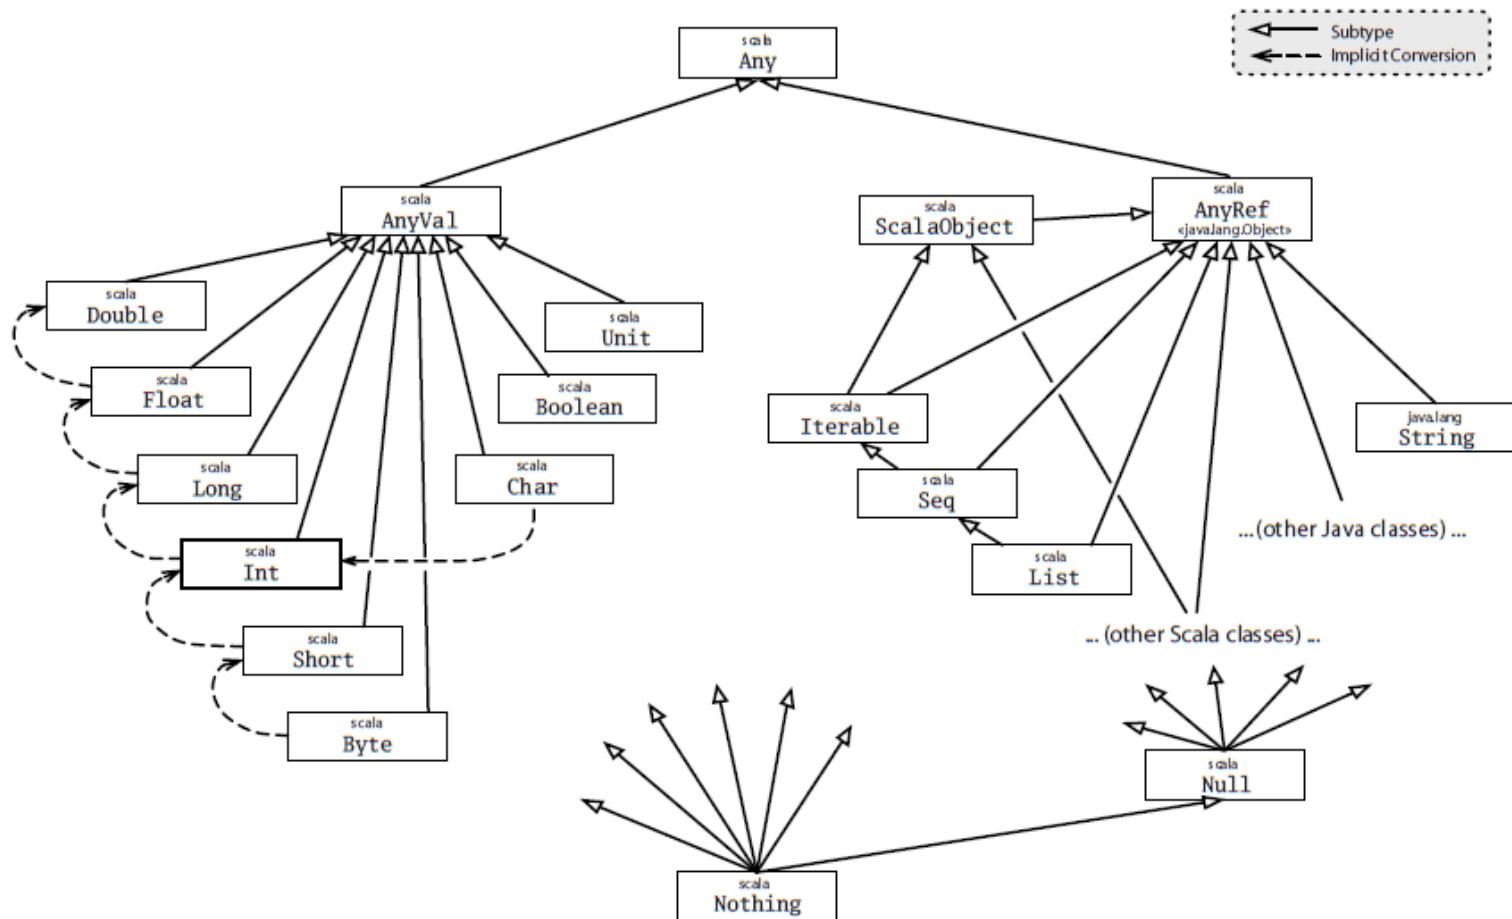 scala
Any
Subtype
Implicit Conversion
scala
AnyVal
scala
ScalaObject
scala
AnyRef
«java.lang.Object»
scala
Double
scala
Unit
scala
Float
scala
Boolean
scala
Iterable
java.lang
String
scala
Long
scala
Char
scala
Seq
... (other Java classes) ...
scala
Int
scala
List
scala
Short
... (other Scala classes) ...
scala
Byte
scala
Null
scala
Nothing